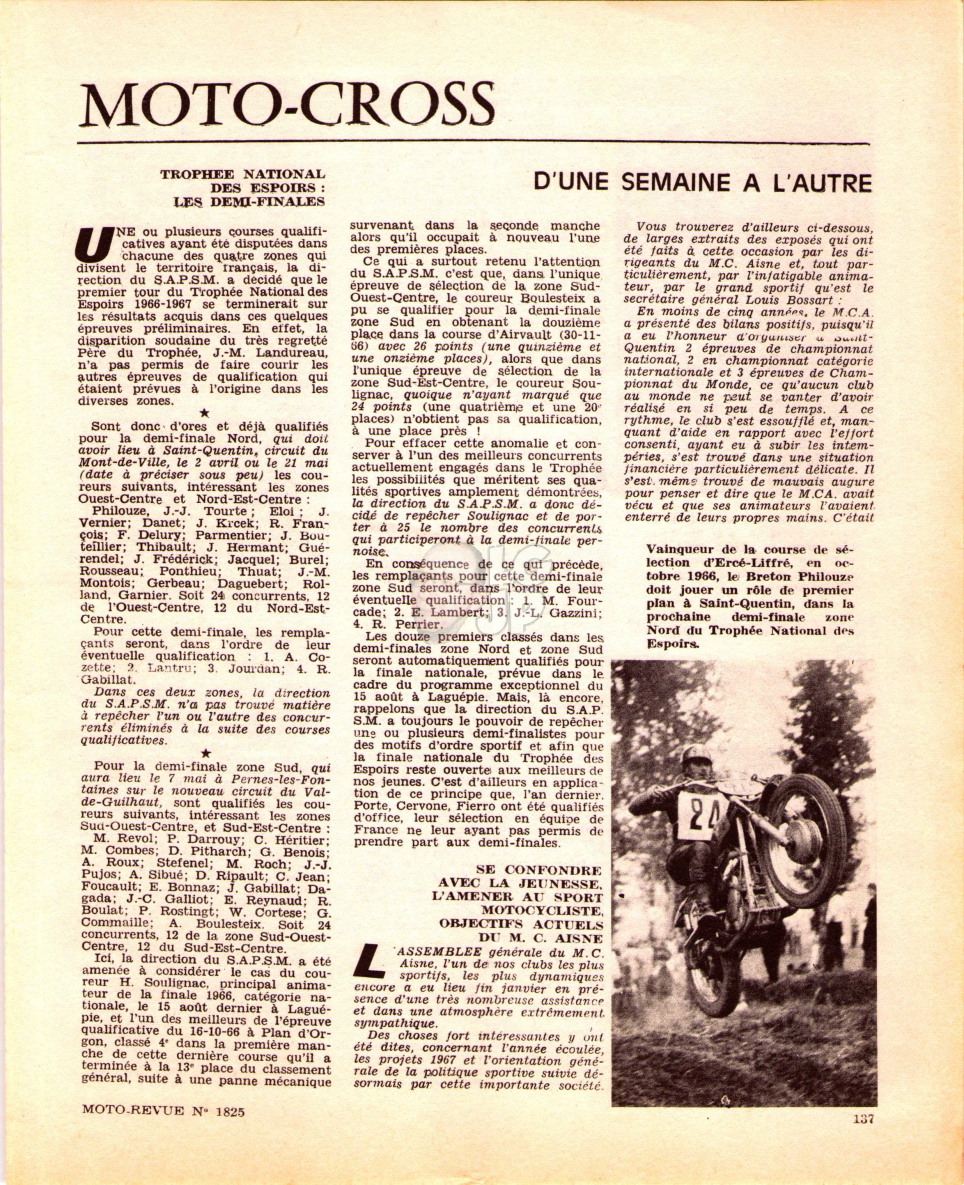 MOTO-CROSS
TROPHEE NATIONAL
DES ESPOIRS :
LES DEMI-FINALES
UNE ou plusieurs courses qualifi-
catives ayant été disputées dans
chacune des quatre zones qui
divisent le territoire français, la di-
rection du S.A.P.S.M. a décidé que le
premier tour du Trophée National des
Espoirs 1966-1967 se terminerait sur
les résultats acquis dans ces quelques
épreuves préliminaires. En effet, la
disparition soudaine du très regretté
Père du Trophée, J.-M. Landureau,
n'a pas permis de faire courir les
autres épreuves de qualification qui
étaient prévues à l'origine dans les
diverses zones.
★
Sont donc d'ores et déjà qualifiés
pour la demi-finale Nord, qui doit
avoir lieu à Saint-Quentin, circuit du
Mont-de-Ville, le 2 avril ou le 21 mai
(date à préciser sous peu) les cou-
reurs suivants, intéressant les zones
Ouest-Centre et Nord-Est-Centre :
Philouze, J.-J. Tourte ; Eloi ; J.
Vernier; Danet; J. Krcek; R. Fran-
çois; F. Delury; Parmentier; J. Bou-
teillier; Thibault; J. Hermant; Gué-
rendel; J. Frédérick; Jacquel; Burel;
Rousseau; Ponthieu; Thuat; J.-M.
Montois; Gerbeau; Daguebert; Rol-
land, Garnier. Soit 24 concurrents, 12
de l'Ouest-Centre, 12 du Nord-Est-
Centre.
Pour cette demi-finale, les rempla-
çants seront, dans l'ordre de leur
éventuelle qualification : 1. A. Co-
zette; 2. Lantru; 3. Jourdan; 4. R.
Gabillat.
Dans ces deux zones, la direction
du S.A.P.S.M. n'a pas trouvé matière
à repêcher l'un ou l'autre des concur-
rents éliminés à la suite des courses
qualificatives.
★
Pour la demi-finale zone Sud, qui
aura lieu le 7 mai à Pernes-les-Fon-
taines sur le nouveau circuit du Val-
de-Guilhaut, sont qualifiés les cou-
reurs suivants, intéressant les zones
Sud-Ouest-Centre, et Sud-Est-Centre :
M. Revol; P. Darrouy; C. Héritier;
M. Combes; D. Pitharch; G. Benois;
A. Roux; Stefenel; M. Roch; J.-J.
Pujos; A. Sibué; D. Ripault; C. Jean;
Foucault; E. Bonnaz; J. Gabillat; Da-
gada; J.-C. Galliot; E. Reynaud; R.
Boulat; P. Rostingt; W. Cortese; G.
Commaille; A. Boulesteix. Soit 24
concurrents, 12 de la zone Sud-Ouest-
Centre, 12 du Sud-Est-Centre.
Ici, la direction du S.A.P.S.M. a été
amenée à considérer le cas du cou-
reur H. Soulignac, principal anima-
teur de la finale 1966, catégorie na-
tionale, le 15 août dernier à Lagué-
pie, et l'un des meilleurs de l'épreuve
qualificative du 16-10-66 à Plan d'Or-
gon, classé 4e dans la première man-
che de cette dernière course qu'il a
terminée à la 13e place du classement
général, suite à une panne mécanique
survenant dans la seconde manche
alors qu'il occupait à nouveau l'une
des premières places.
Ce qui a surtout retenu l'attention
du S.A.P.S.M. c'est que, dans l'unique
épreuve de sélection de la zone Sud-
Ouest-Centre, le coureur Boulesteix a
pu se qualifier pour la demi-finale
zone Sud en obtenant la douzième
place dans la course d'Airvault (30-11-
66) avec 26 points (une quinzième et
une onzième places), alors que dans
l'unique épreuve de sélection de la
zone Sud-Est-Centre, le coureur Sou-
lignac, quoique n'ayant marqué que
24 points (une quatrième et une 20e
places) n'obtient pas sa qualification,
à une place près !
Pour effacer cette anomalie et con-
server à l'un des meilleurs concurrents
actuellement engagés dans le Trophée
les possibilités que méritent ses qua-
lités sportives amplement démontrées,
la direction du S.A.P.S.M. a donc dé-
cidé de repêcher Soulignac et de por-
ter à 25 le nombre des concurrents
qui participeront à la demi-finale per-
noise.
En conséquence de ce qui précède,
les remplaçants pour cette demi-finale
zone Sud seront, dans l'ordre de leur
éventuelle qualification : 1. M. Four-
cade; 2. E. Lambert; 3. J.-L. Gazzini;
4. R. Perrier.
Les douze premiers classés dans les
demi-finales zone Nord et zone Sud
seront automatiquement qualifiés pour
la finale nationale, prévue dans le
cadre du programme exceptionnel du
15 août à Laguépie. Mais, là encore,
rappelons que la direction du S.A.P.
S.M. a toujours le pouvoir de repêcher
une ou plusieurs demi-finalistes pour
des motifs d'ordre sportif et afin que
la finale nationale du Trophée des
Espoirs reste ouverte aux meilleurs de
nos jeunes. C'est d'ailleurs en applica-
tion de ce principe que, l'an dernier,
Porte, Cervone, Fierro ont été qualifiés
d'office, leur sélection en équipe de
France ne leur ayant pas permis de
prendre part aux demi-finales.
SE CONFONDRE
AVEC LA JEUNESSE,
L'AMENER AU SPORT
MOTOCYCLISTE,
OBJECTIFS ACTUELS
DU M. C. AISNE
L'ASSEMBLEE générale du M.C.
Aisne, l'un de nos clubs les plus
sportifs, les plus dynamiques
encore a eu lieu fin janvier en pré-
sence d'une très nombreuse assistance
et dans une atmosphère extrêmement
sympathique.
Des choses fort intéressantes y ont
été dites, concernant l'année écoulée,
les projets 1967 et l'orientation géné-
rale de la politique sportive suivie dé-
sormais par cette importante société.
D'UNE SEMAINE A L'AUTRE
Vous trouverez d'ailleurs ci-dessous,
de larges extraits des exposés qui ont
été faits à cette occasion par les di-
rigeants du M.C. Aisne et, tout par-
ticulièrement, par l'infatigable anima-
teur, par le grand sportif qu'est le
secrétaire général Louis Bossart :
En moins de cinq années, le M.C.A.
a présenté des bilans positifs, puisqu'il
a eu l'honneur d'organiser à Saint-
Quentin 2 épreuves de championnat
national, 2 en championnat catégorie
internationale et 3 épreuves de Cham-
pionnat du Monde, ce qu'aucun club
au monde ne peut se vanter d'avoir
réalisé en si peu de temps. A ce
rythme, le club s'est essoufflé et, man-
quant d'aide en rapport avec l'effort
consenti, ayant eu à subir les intem-
péries, s'est trouvé dans une situation
financière particulièrement délicate. Il
s'est même trouvé de mauvais augure
pour penser et dire que le M.CA. avait
vécu et que ses animateurs l'avaient
enterré de leurs propres mains. C'était
Vainqueur de la course de sé-
lection d'Ercé-Liffré, en oc-
tobre 1966, le Breton Philouze
doit jouer un rôle de premier
plan à Saint-Quentin, dans la
prochaine demi-finale zone
Nord du Trophée National des
Espoirs.
24
MOTO-REVUE N° 1825
137